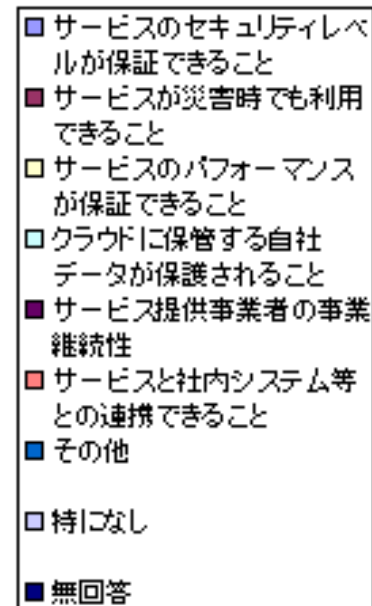 サービスのセキュリティレベ
ルが保証できること
サービスが災害時でも利用
できること
サービスのパフォーマンス
が保証できること
クラウドに保管する自社
データが保護されること
サービス提供事業者の事業
継続性
サービスと社内システム等
との連携できること
その他
特になし
無回答